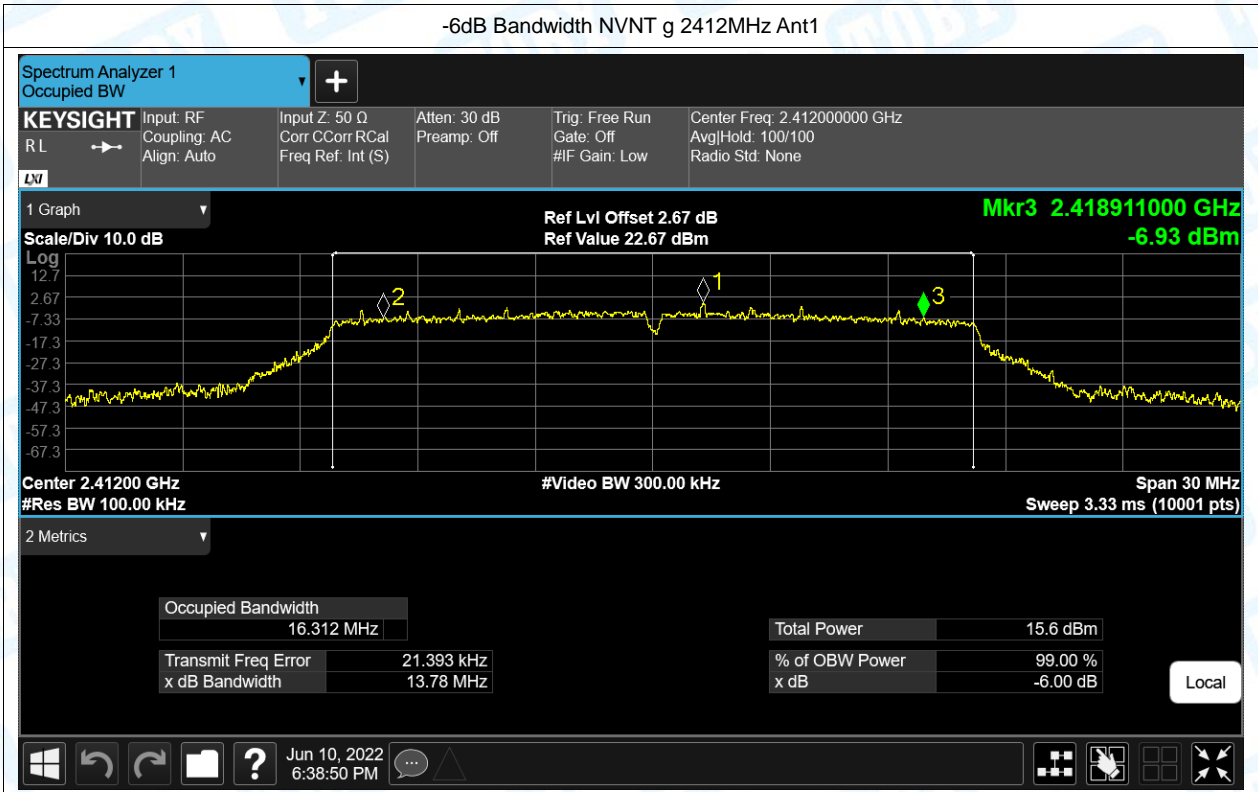 -6dB Bandwidth NVNT g 2412MHz Ant1
Spectrum Analyzer 1
Occupied BW
KEYSIGHT Input: RF Input Z: 50 Ω Atten: 30 dB Trig: Free Run Center Freq: 2.412000000 GHz
RL Coupling: AC Corr CCorr RCal Preamp: Off Gate: Off Avg|Hold: 100/100
Align: Auto Freq Ref: Int (S) #IF Gain: Low Radio Std: None
LXI
1 Graph Ref Lvl Offset 2.67 dB Mkr3 2.418911000 GHz
Scale/Div 10.0 dB Ref Value 22.67 dBm -6.93 dBm
Log
12.7
2.67
-7.33
-17.3
-27.3
-37.3
-47.3
-57.3
-67.3
2 1 3
Center 2.41200 GHz #Video BW 300.00 kHz Span 30 MHz
#Res BW 100.00 kHz Sweep 3.33 ms (10001 pts)
2 Metrics
Occupied Bandwidth
16.312 MHz Total Power 15.6 dBm
Transmit Freq Error 21.393 kHz % of OBW Power 99.00 %
x dB Bandwidth 13.78 MHz x dB -6.00 dB
Local
? Jun 10, 2022
6:38:50 PM